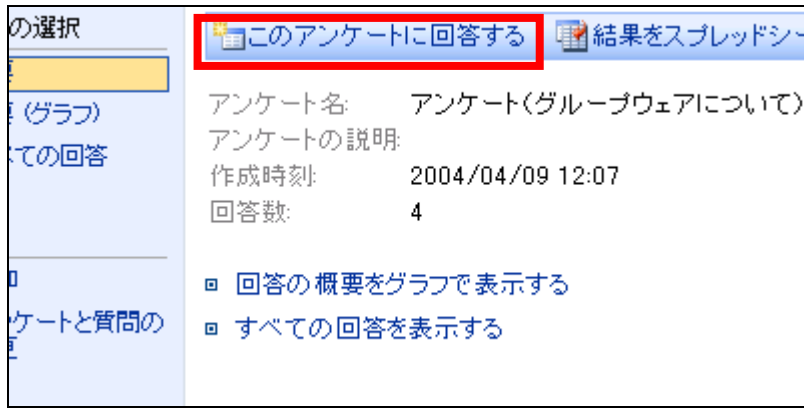 の選択
このアンケートに回答する 結果をスプレッドシー
要
(グラフ)
ての回答
アンケート名: アンケート(グループウェアについて)
アンケートの説明:
作成時刻: 2004/04/09 12:07
回答数: 4
回答の概要をグラフで表示する
すべての回答を表示する
ケートと質問の